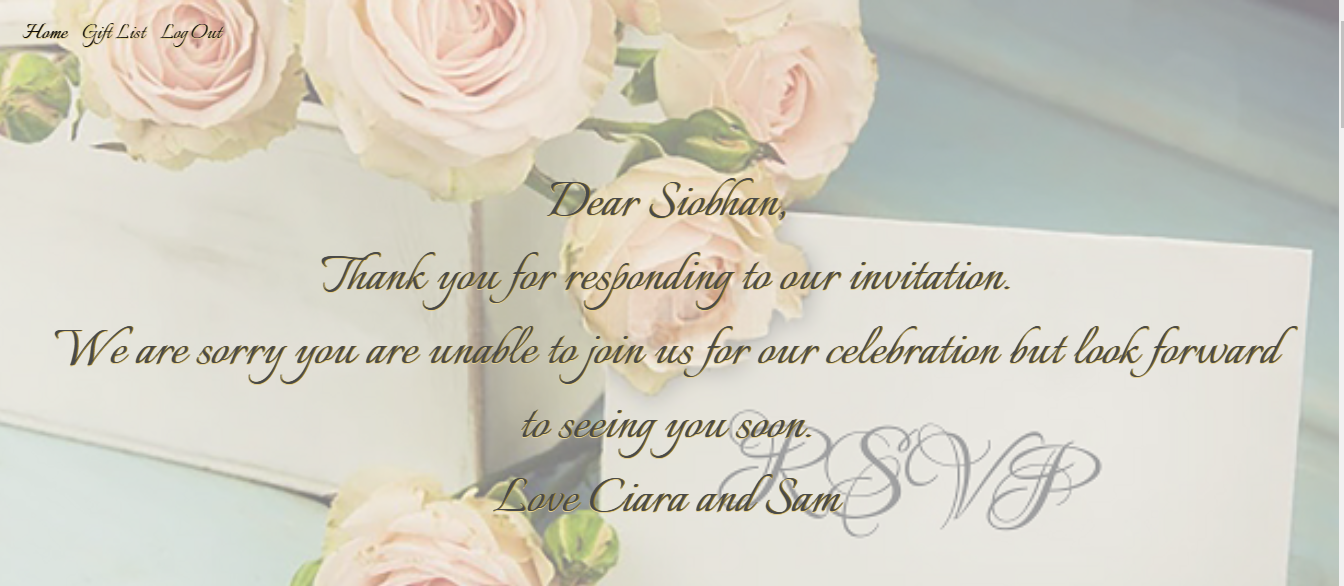 Home Gift List Log Out
Dear Siobhan,
Thank you for responding to our invitation.
We are sorry you are unable to join us for our celebration but look forward
to seeing you soon.
RSVP
Love Ciara and Sam